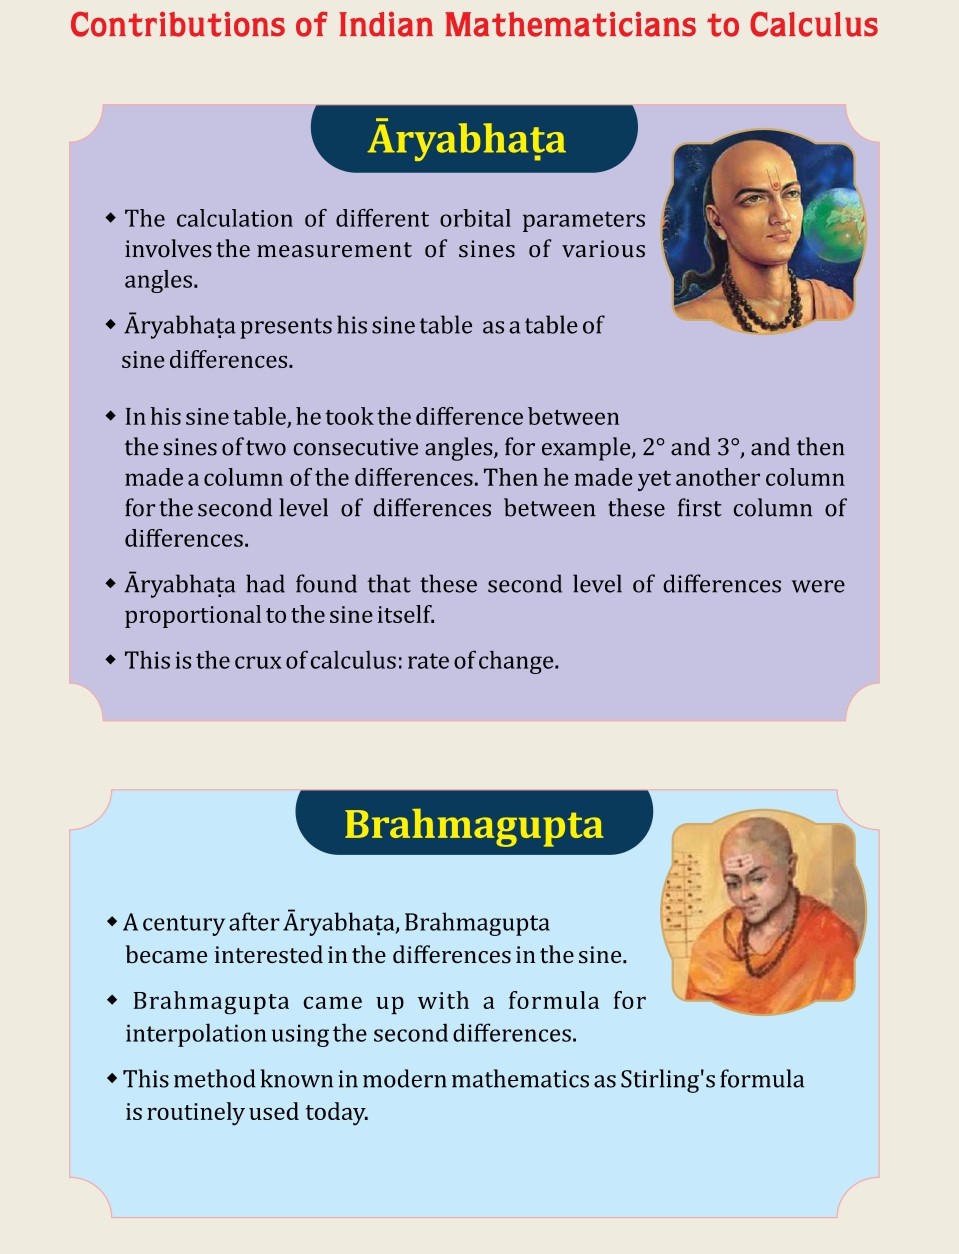 Contributions of Indian Mathematicians to Calculus
Āryabhaṭa
◆ The calculation of different orbital parameters
involves the measurement of sines of various
angles.
◆ Āryabhaṭa presents his sine table as a table of
sine differences.
◆ In his sine table, he took the difference between
the sines of two consecutive angles, for example, 2° and 3°, and then
made a column of the differences. Then he made yet another column
for the second level of differences between these first column of
differences.
◆ Āryabhaṭa had found that these second level of differences were
proportional to the sine itself.
◆ This is the crux of calculus: rate of change.
Brahmagupta
◆ A century after Āryabhaṭa, Brahmagupta
became interested in the differences in the sine.
◆ Brahmagupta came up with a formula for
interpolation using the second differences.
◆ This method known in modern mathematics as Stirling's formula
is routinely used today.